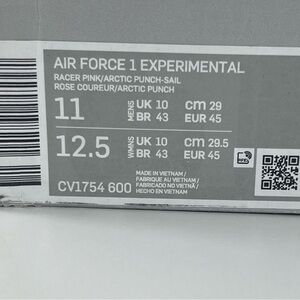 AIR FORCE 1 EXPERIMENTAL
RACER PINK/ARCTIC PUNCH-SAIL
ROSE COUREUR/ARCTIC PUNCH
11 MENS UK 10 cm 29
BR 43 EUR 45
12.5 WMNS UK 10 cm 29.5
BR 43 EUR 45
MADE IN VIETNAM /
FABRIQUE AU VIETNAM /
FABRICADO NO VIETNÃ /
HECHO EN VIETNAM
CV1754 600